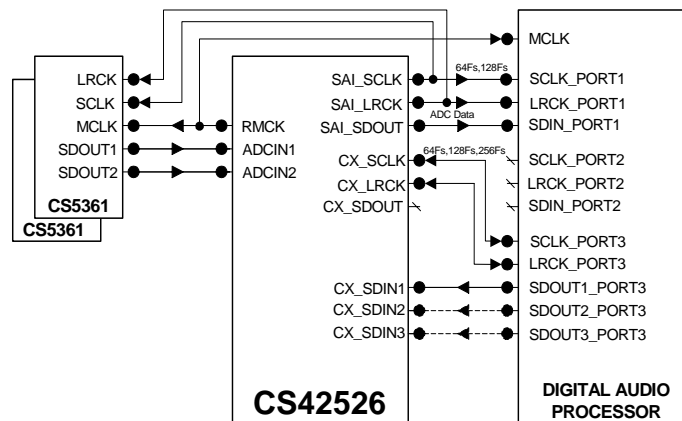 LRCK
SCLK
MCLK
SDOUT1
SDOUT2
CS5361
CS5361
RMCK
ADCIN1
ADCIN2
SAI_SCLK
SAI_LRCK
SAI_SDOUT
CX_SCLK
CX_LRCK
CX_SDOUT
CX_SDIN1
CX_SDIN2
CX_SDIN3
CS42526
64Fs,128Fs
ADC Data
64Fs,128Fs,256Fs
MCLK
SCLK_PORT1
LRCK_PORT1
SDIN_PORT1
SCLK_PORT2
LRCK_PORT2
SDIN_PORT2
SCLK_PORT3
LRCK_PORT3
SDOUT1_PORT3
SDOUT2_PORT3
SDOUT3_PORT3
DIGITAL AUDIO
PROCESSOR